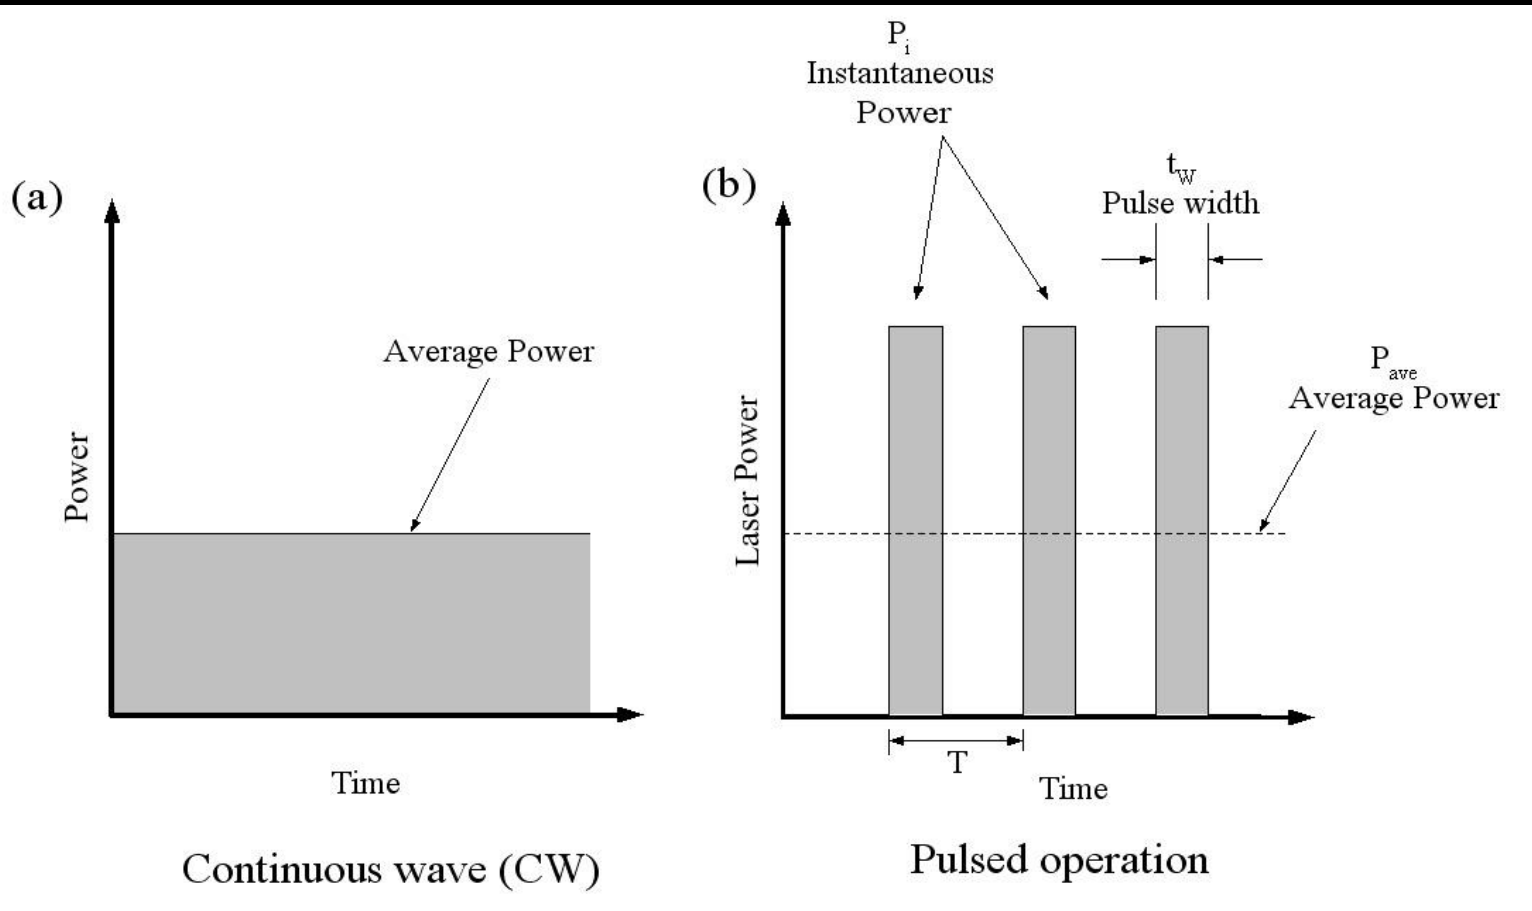 (a)
Power
Average Power
Time
Continuous wave (CW)
(b)
P_i
Instantaneous
Power
t_W
Pulse width
P_ave
Average Power
Laser Power
T
Time
Pulsed operation